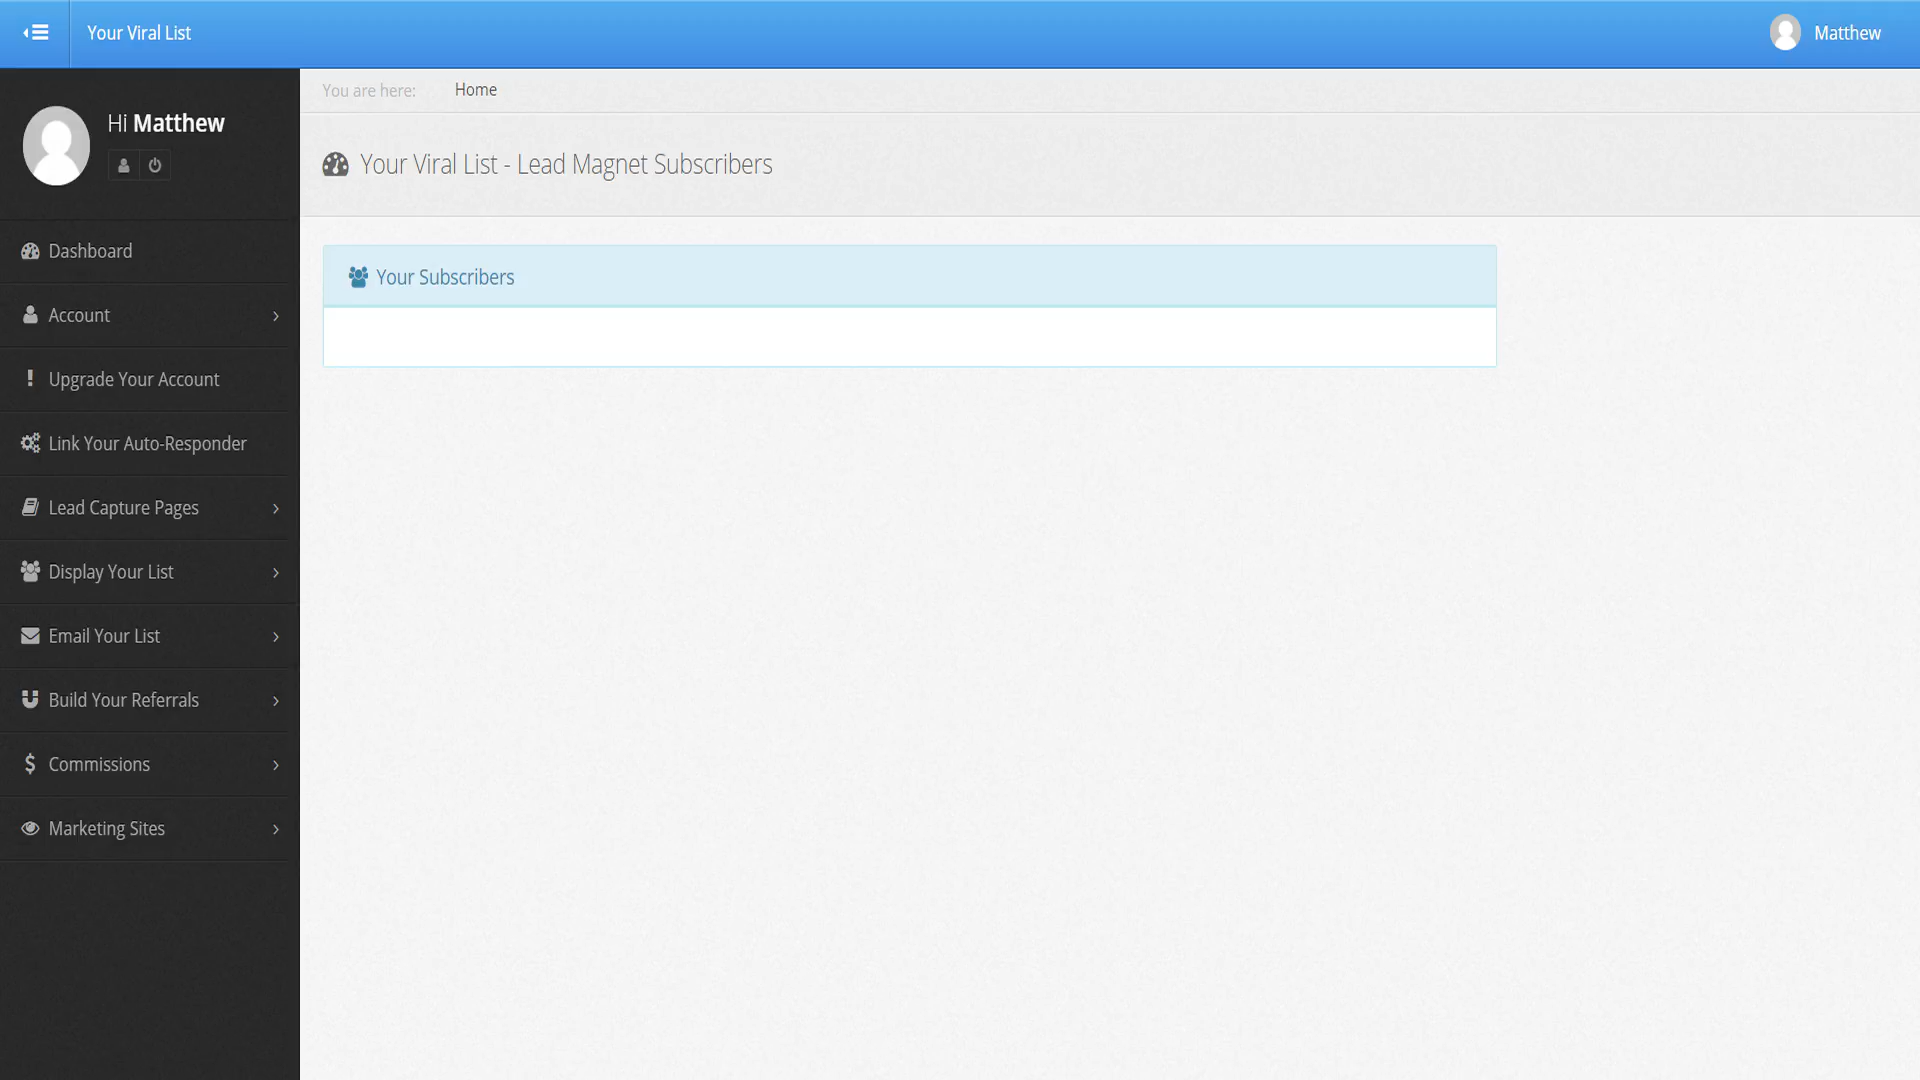 Your Viral List
Matthew
Hi Matthew
You are here:
Home
Your Viral List - Lead Magnet Subscribers
Your Subscribers
Dashboard
Account
Upgrade Your Account
Link Your Auto-Responder
Lead Capture Pages
Display Your List
Email Your List
Build Your Referrals
Commissions
Marketing Sites